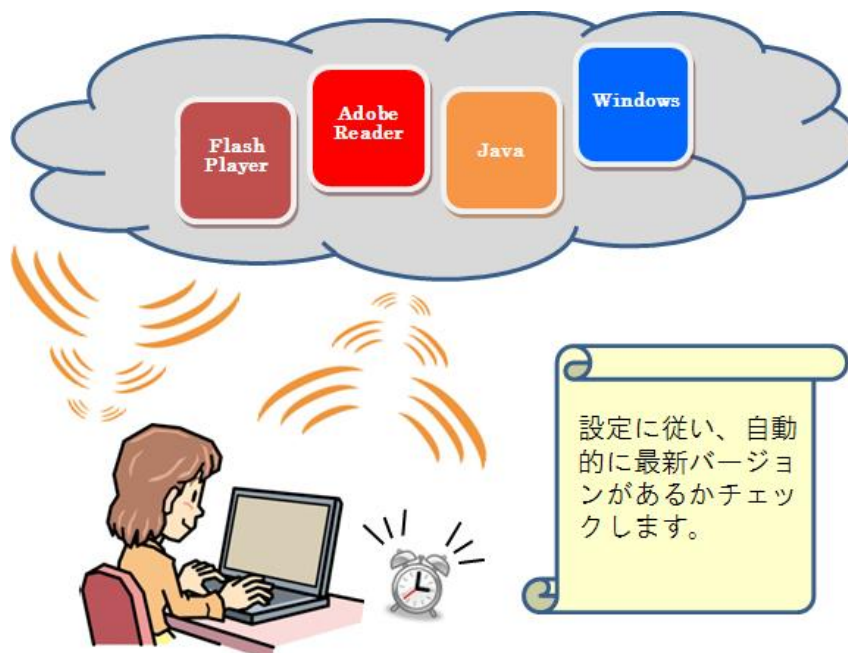 Flash
Player
Adobe
Reader
Java
Windows
設定に従い、自動
的に最新バージョ
ンがあるかチェッ
クします。